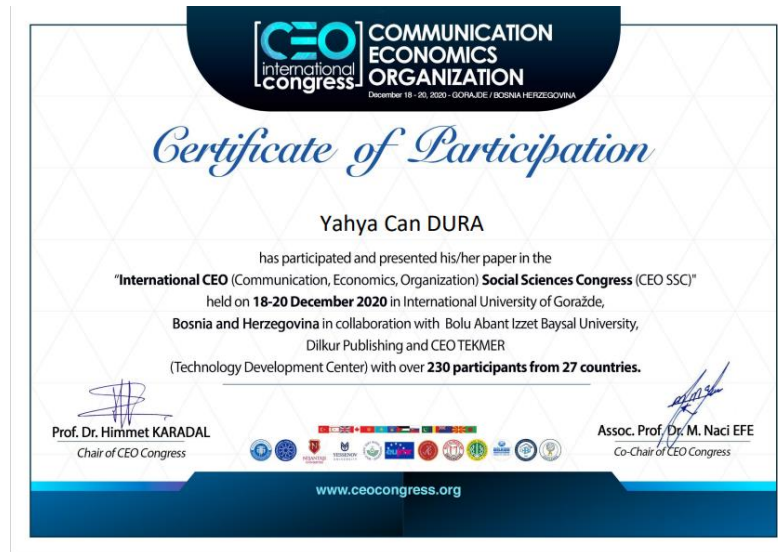 CEO
international
congress
COMMUNICATION
ECONOMICS
ORGANIZATION
December 18 - 20, 2020 - GORAJDE / BOSNIA HERZEGOVINA
Certificate of Participation
Yahya Can DURA
has participated and presented his/her paper in the
"International CEO (Communication, Economics, Organization) Social Sciences Congress (CEO SSC)"
held on 18-20 December 2020 in International University of Goražde,
Bosnia and Herzegovina in collaboration with Bolu Abant Izzet Baysal University,
Dilkur Publishing and CEO TEKMER
(Technology Development Center) with over 230 participants from 27 countries.
Prof. Dr. Himmet KARADAL
Chair of CEO Congress
Assoc. Prof. Dr. M. Naci EFE
Co-Chair of CEO Congress
www.ceocongress.org